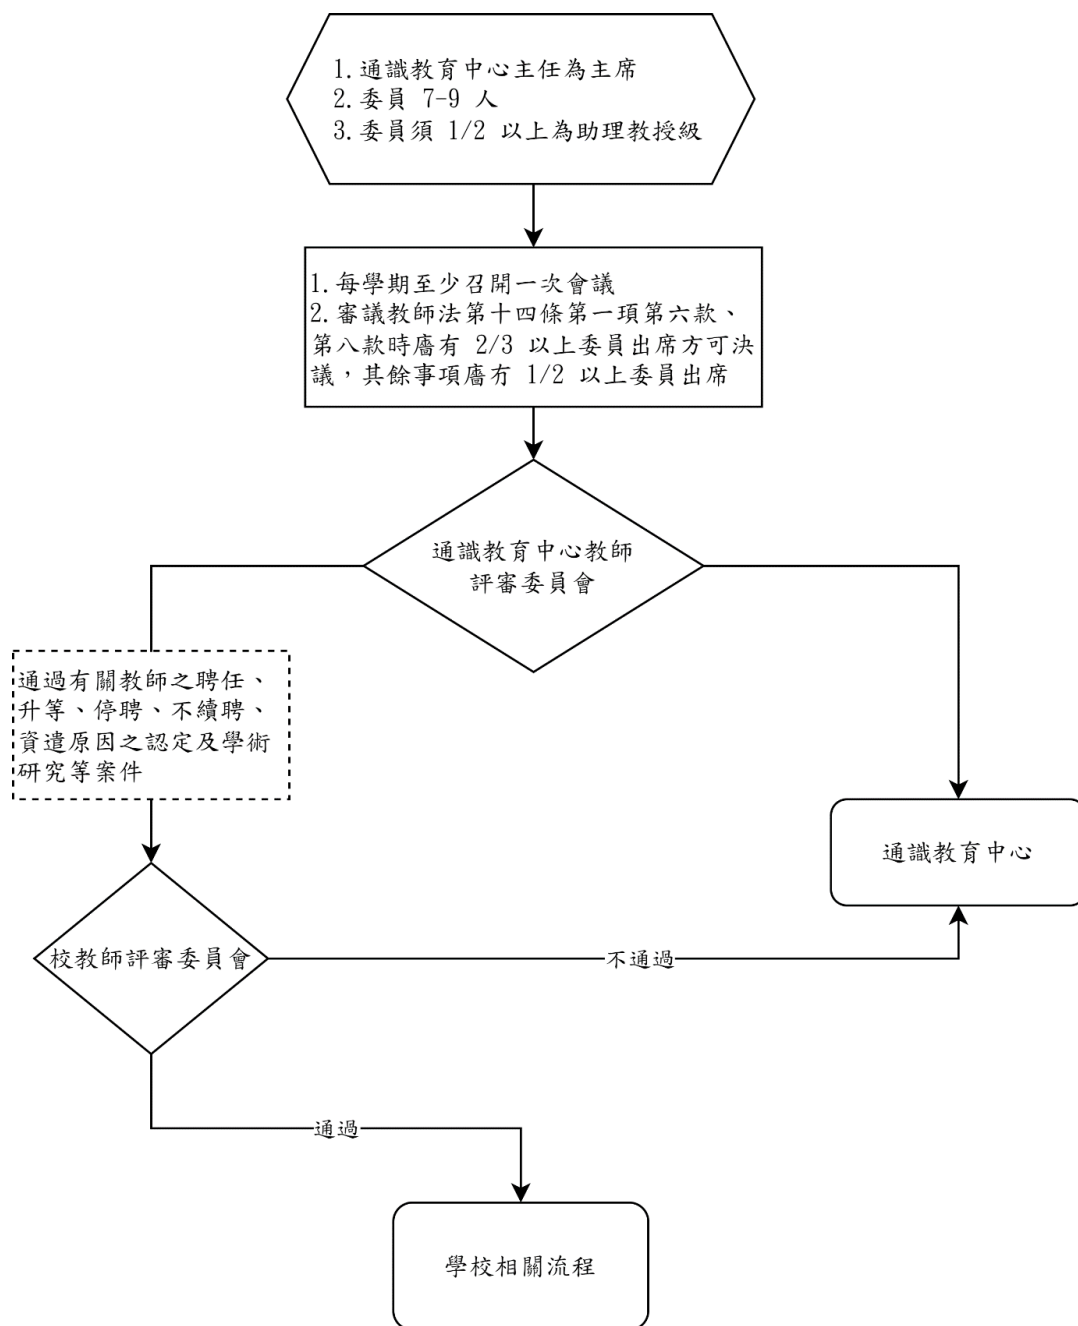 1. 通識教育中心主任為主席
2. 委員 7-9 人
3. 委員須 1/2 以上為助理教授級
1. 每學期至少召開一次會議
2. 審議教師法第十四條第一項第六款、
第八款時有 2/3 以上委員出席方可決
議，其餘事項冇 1/2 以上委員出席
通識教育中心教師
評審委員會
通過有關教師之聘任、
升等、停聘、不續聘、
資遣原因之認定及學術
研究等案件
通識教育中心
校教師評審委員會
不通過
通過
學校相關流程